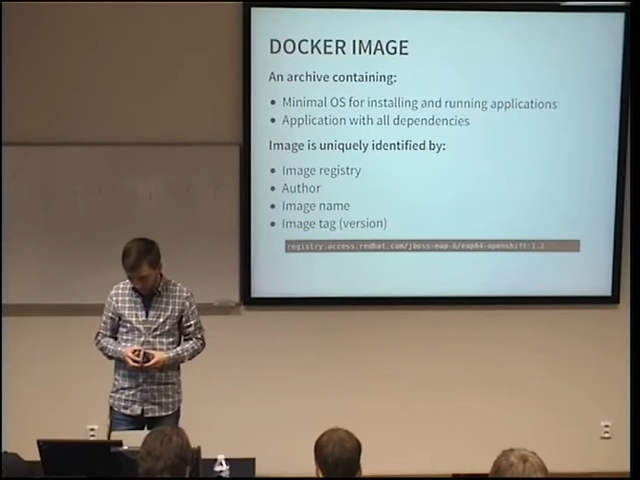 DOCKER IMAGE
An archive containing:
• Minimal OS for installing and running applications
• Application with all dependencies
Image is uniquely identified by:
• Image registry
• Author
• Image name
• Image tag (version)
registry.access.redhat.com/jboss-eap-6/eap64-openshift:1.2